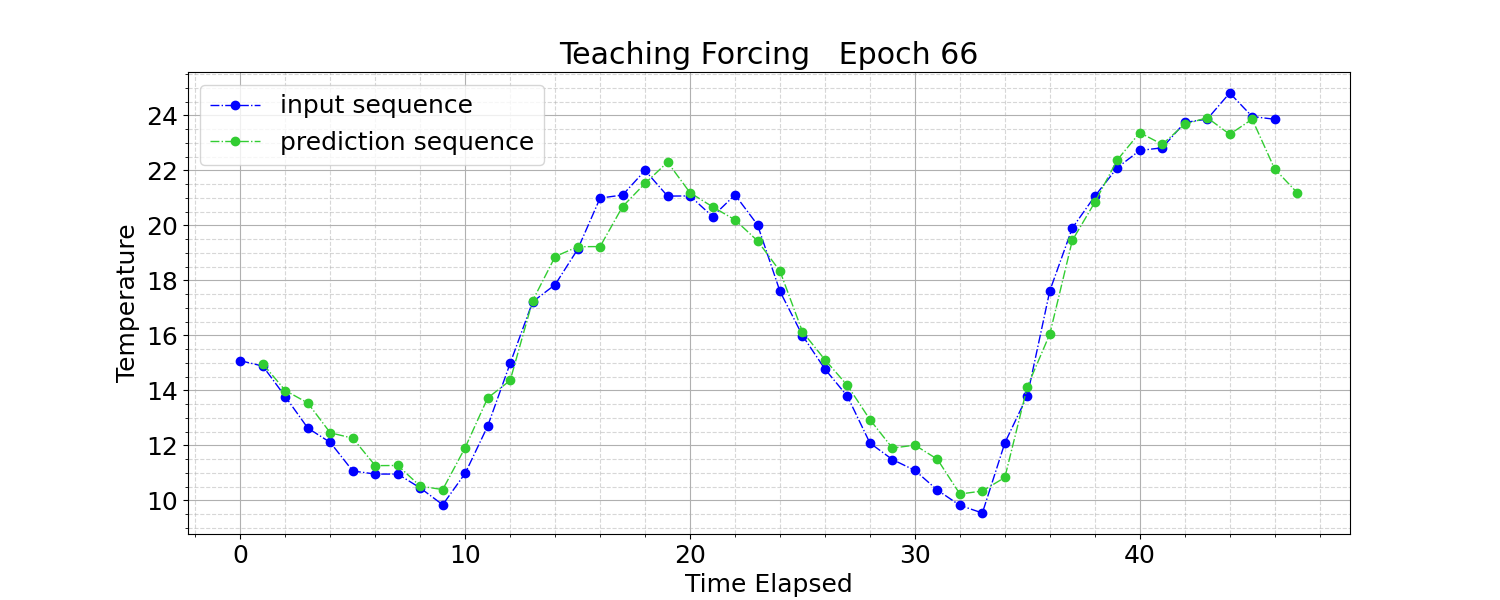 Teaching Forcing   Epoch 66
input sequence
prediction sequence
Temperature
24
22
20
18
16
14
12
10
0 10 20 30 40
Time Elapsed